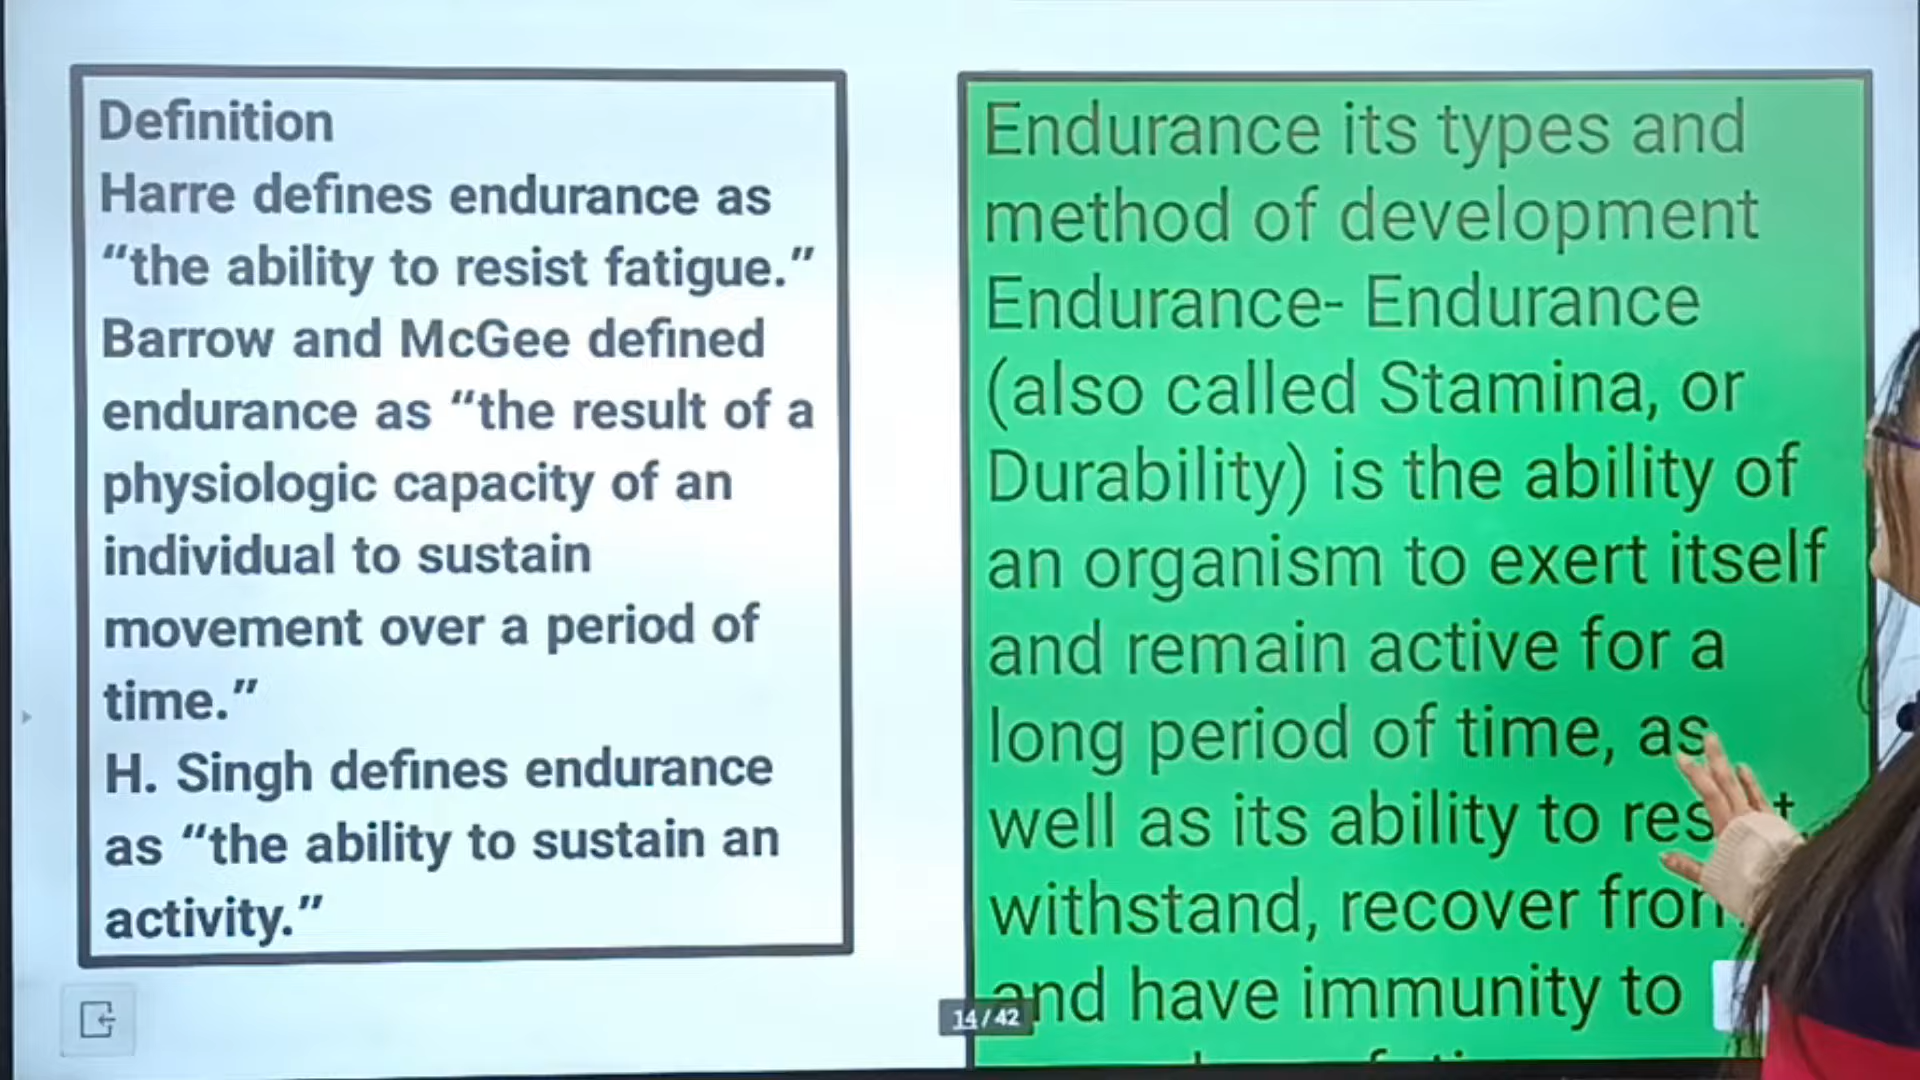 Definition
Harre defines endurance as
“the ability to resist fatigue.”
Barrow and McGee defined
endurance as “the result of a
physiologic capacity of an
individual to sustain
movement over a period of
time.”
H. Singh defines endurance
as “the ability to sustain an
activity.”
Endurance its types and
method of development
Endurance- Endurance
(also called Stamina, or
Durability) is the ability of
an organism to exert itself
and remain active for a
long period of time, as
well as its ability to
withstand, recover
and have immunity to
14 / 42